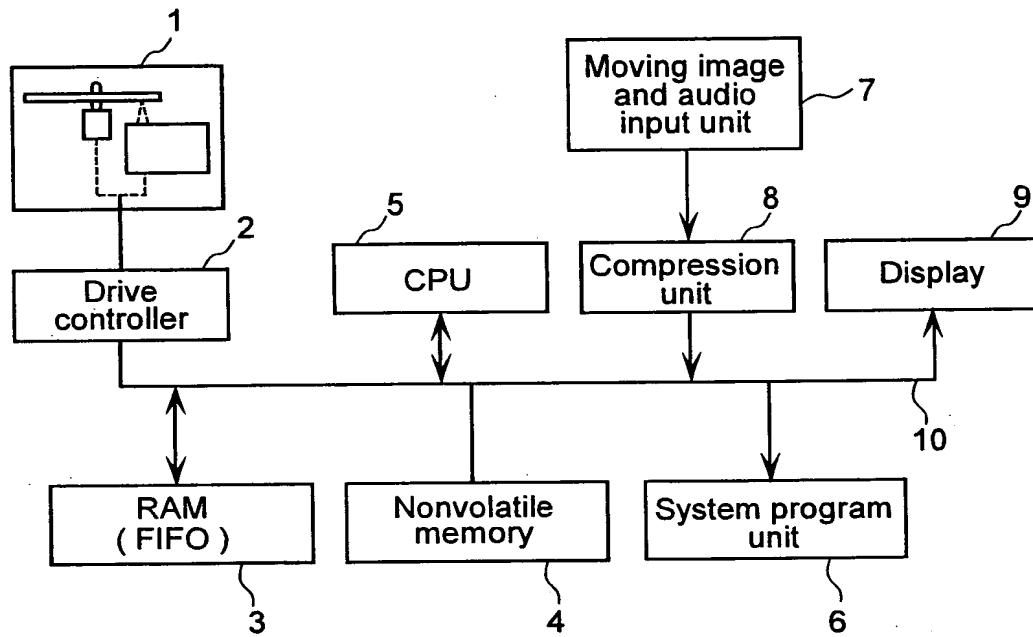 1
Moving image
and audio
input unit
7
2
Drive
controller
5
CPU
8
Compression
unit
9
Display
10
RAM
( FIFO )
3
Nonvolatile
memory
4
System program
unit
6